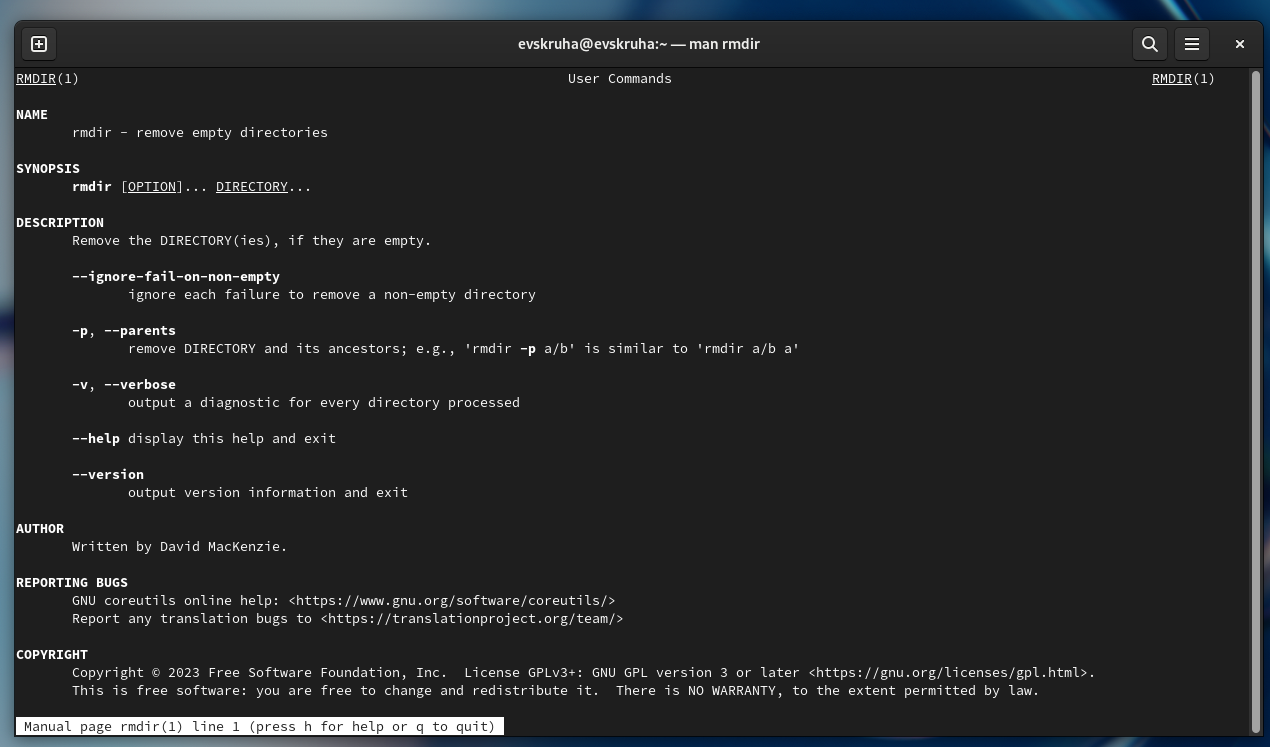 evskruha@evskruha:~ — man rmdir
RMDIR(1) User Commands RMDIR(1)
NAME
rmdir - remove empty directories
SYNOPSIS
rmdir [OPTION]... DIRECTORY...
DESCRIPTION
Remove the DIRECTORY(ies), if they are empty.
--ignore-fail-on-non-empty
ignore each failure to remove a non-empty directory
-p, --parents
remove DIRECTORY and its ancestors; e.g., 'rmdir -p a/b' is similar to 'rmdir a/b a'
-v, --verbose
output a diagnostic for every directory processed
--help display this help and exit
--version
output version information and exit
AUTHOR
Written by David MacKenzie.
REPORTING BUGS
GNU coreutils online help: <https://www.gnu.org/software/coreutils/>
Report any translation bugs to <https://translationproject.org/team/>
COPYRIGHT
Copyright © 2023 Free Software Foundation, Inc.  License GPLv3+: GNU GPL version 3 or later <https://gnu.org/licenses/gpl.html>.
This is free software: you are free to change and redistribute it.  There is NO WARRANTY, to the extent permitted by law.
Manual page rmdir(1) line 1 (press h for help or q to quit)